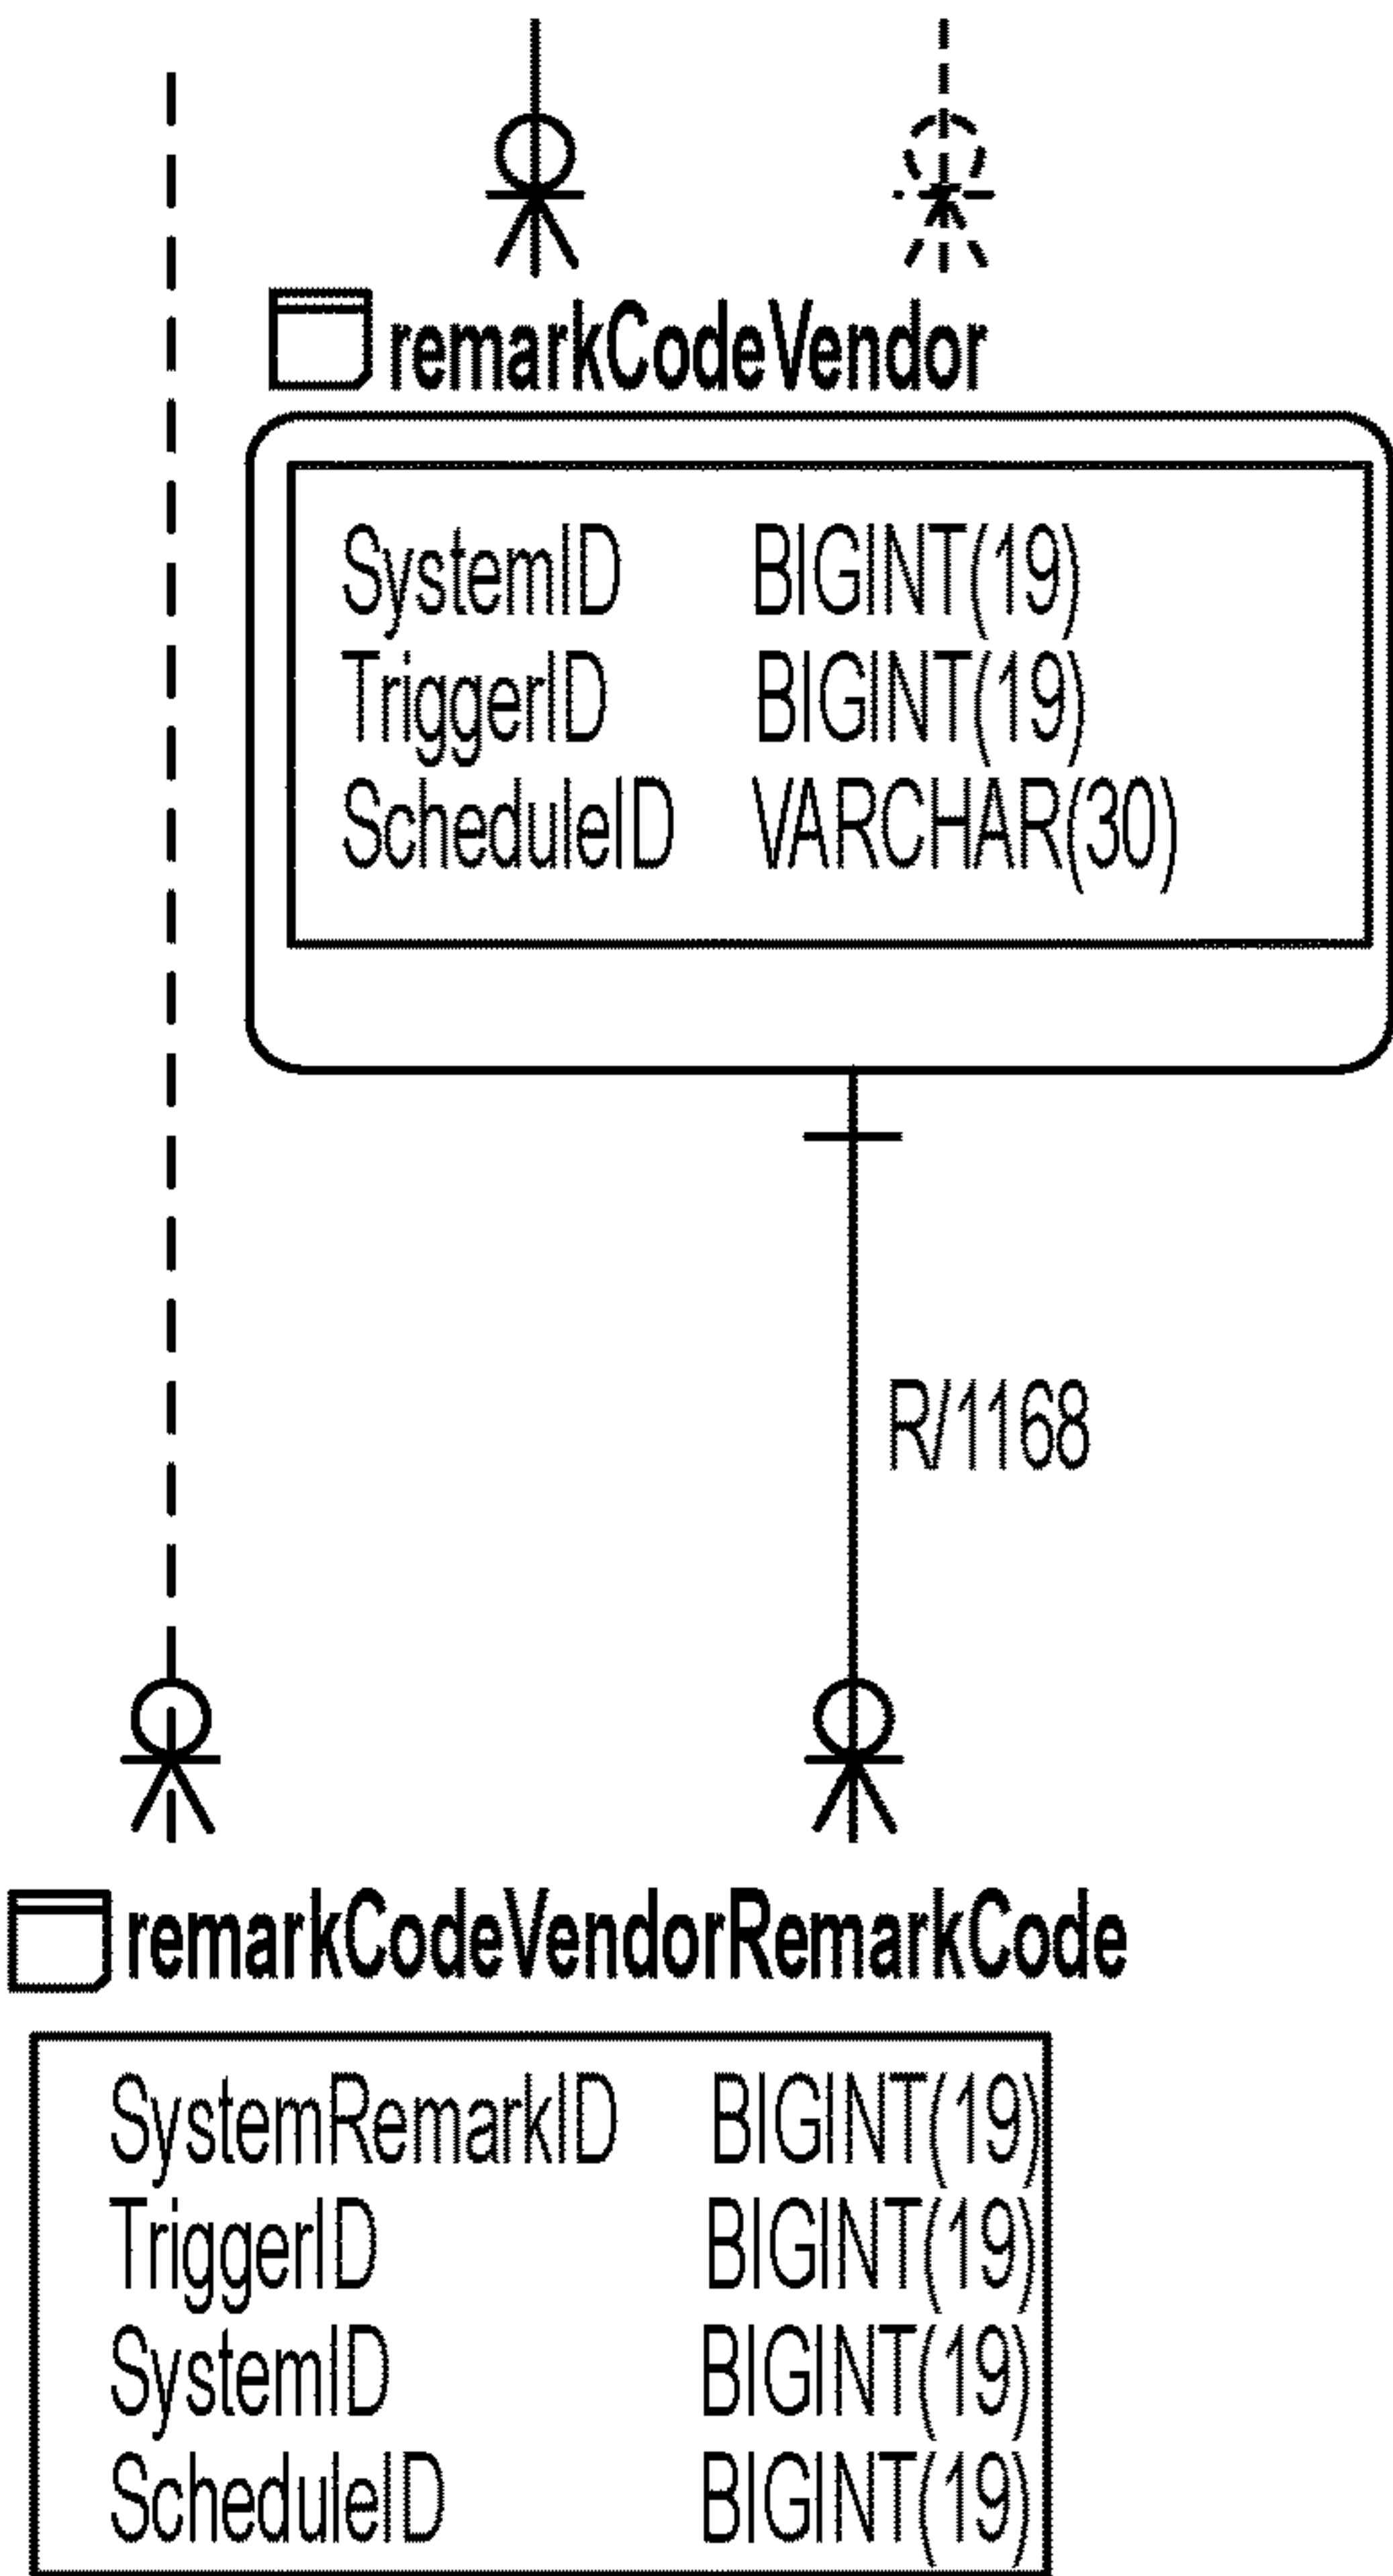 remarkCodeVendor
SystemID BIGINT(19)
TriggerID BIGINT(19)
ScheduleID VARCHAR(30)
R/1168
remarkCodeVendorRemarkCode
SystemRemarkID BIGINT(19)
TriggerID BIGINT(19)
SystemID BIGINT(19)
ScheduleID BIGINT(19)